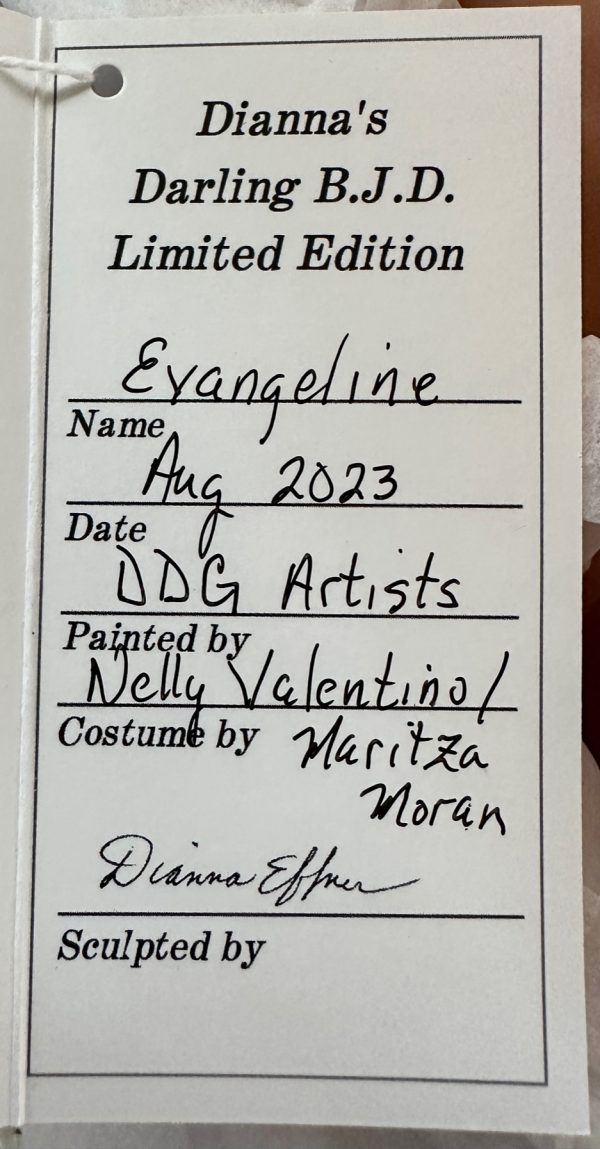 Dianna's
Darling B.J.D.
Limited Edition
Evangeline
Name
Aug 2023
Date
DDG Artists
Painted by
Nelly Valentino/
Costume by Maritza
Moran
Dianna Effner
Sculpted by